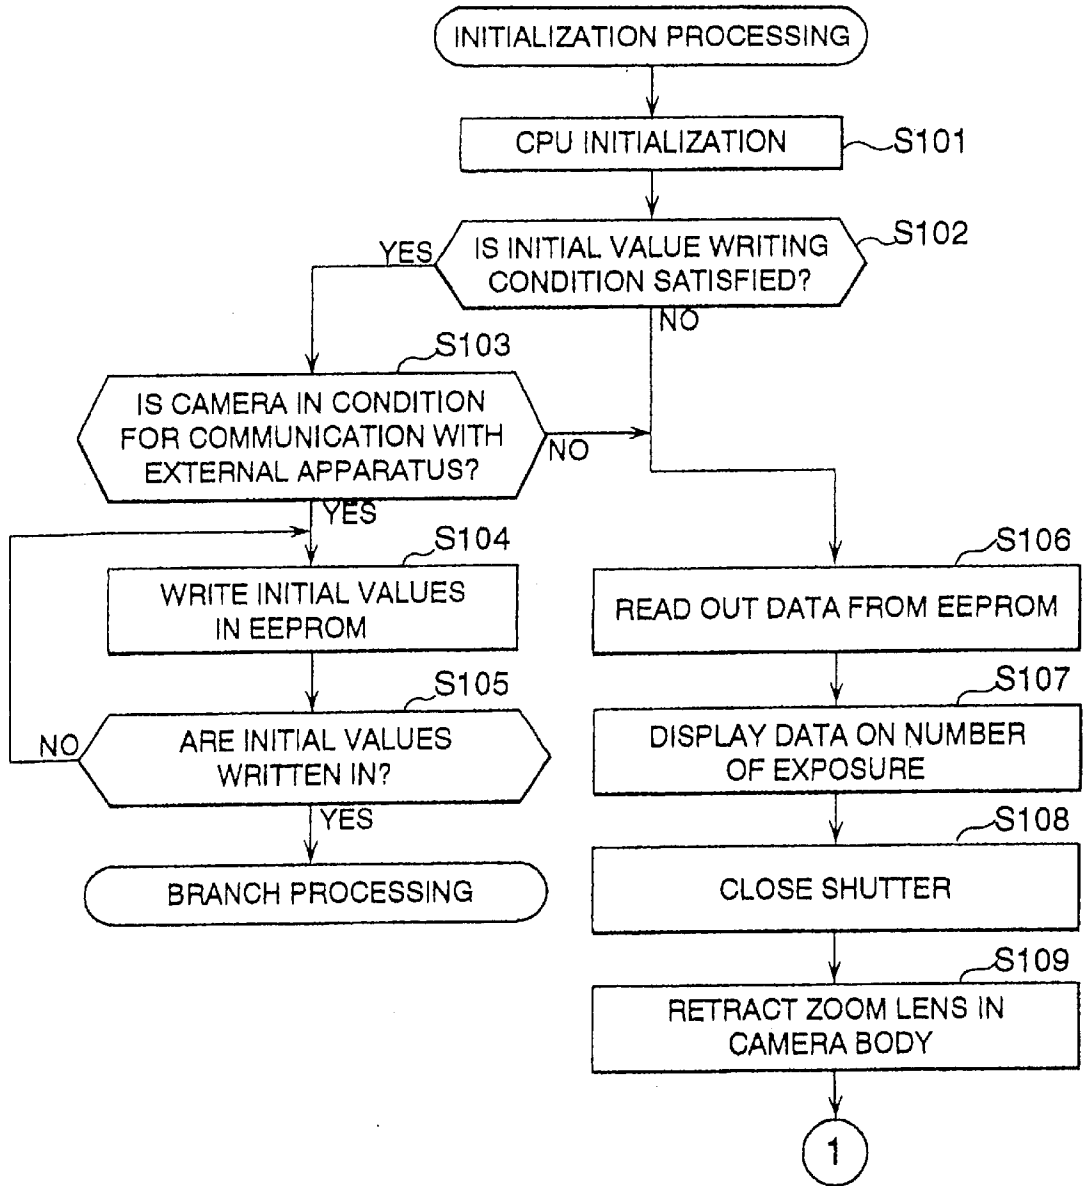 INITIALIZATION PROCESSING
CPU INITIALIZATION
S101
IS INITIAL VALUE WRITING
CONDITION SATISFIED?
S102
YES
NO
S103
IS CAMERA IN CONDITION
FOR COMMUNICATION WITH
EXTERNAL APPARATUS?
NO
YES
S104
WRITE INITIAL VALUES
IN EEPROM
S105
ARE INITIAL VALUES
WRITTEN IN?
NO
YES
BRANCH PROCESSING
S106
READ OUT DATA FROM EEPROM
S107
DISPLAY DATA ON NUMBER
OF EXPOSURE
S108
CLOSE SHUTTER
S109
RETRACT ZOOM LENS IN
CAMERA BODY
1